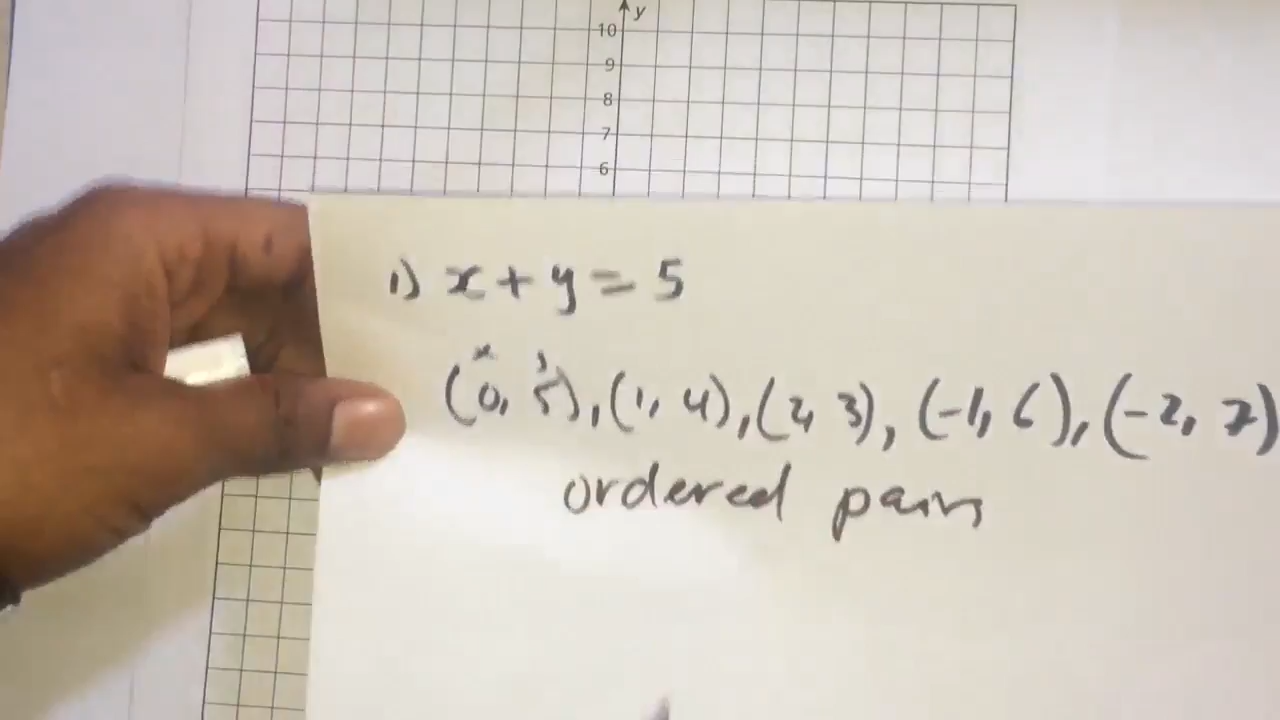 y
10
9
8
7
6
1) x + y = 5
x y
(0, 5), (1, 4), (2, 3), (-1, 6), (-2, 7)
ordered pairs